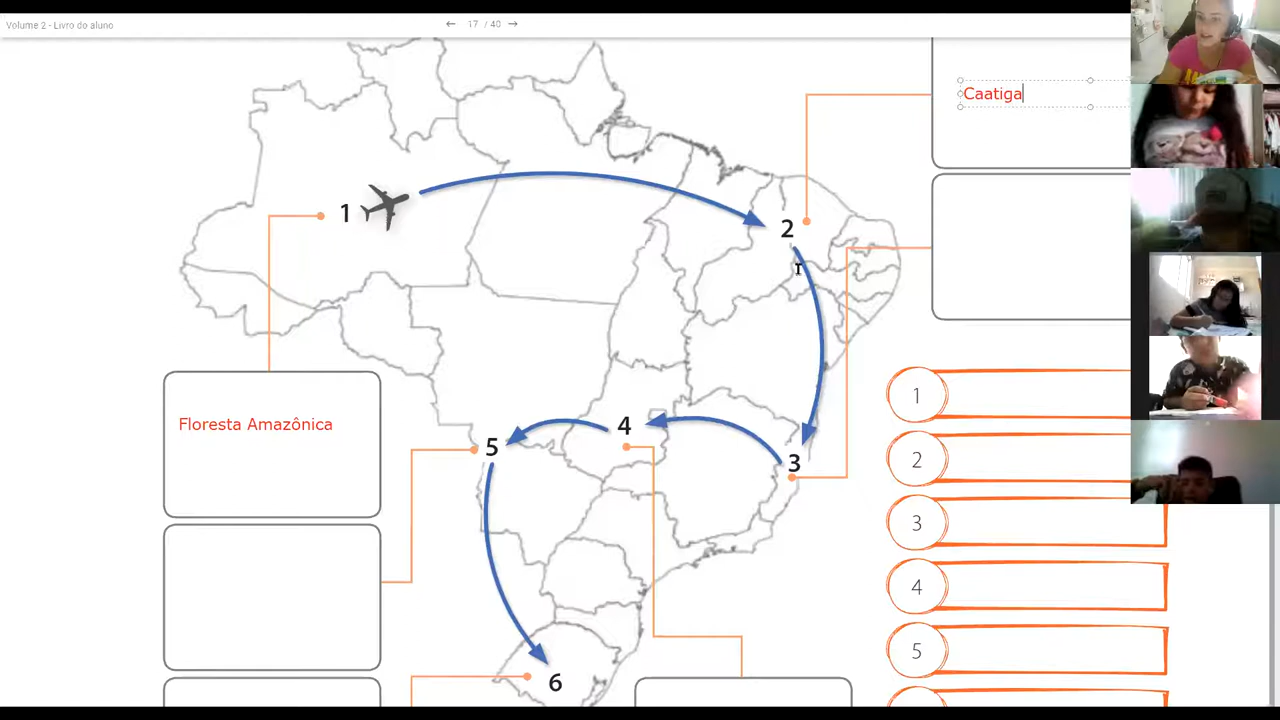 Volume 2 - Livro do aluno
← 17 / 40 →
Caatiga
1
2
Floresta Amazônica
4
5
3
6
1
2
3
4
5